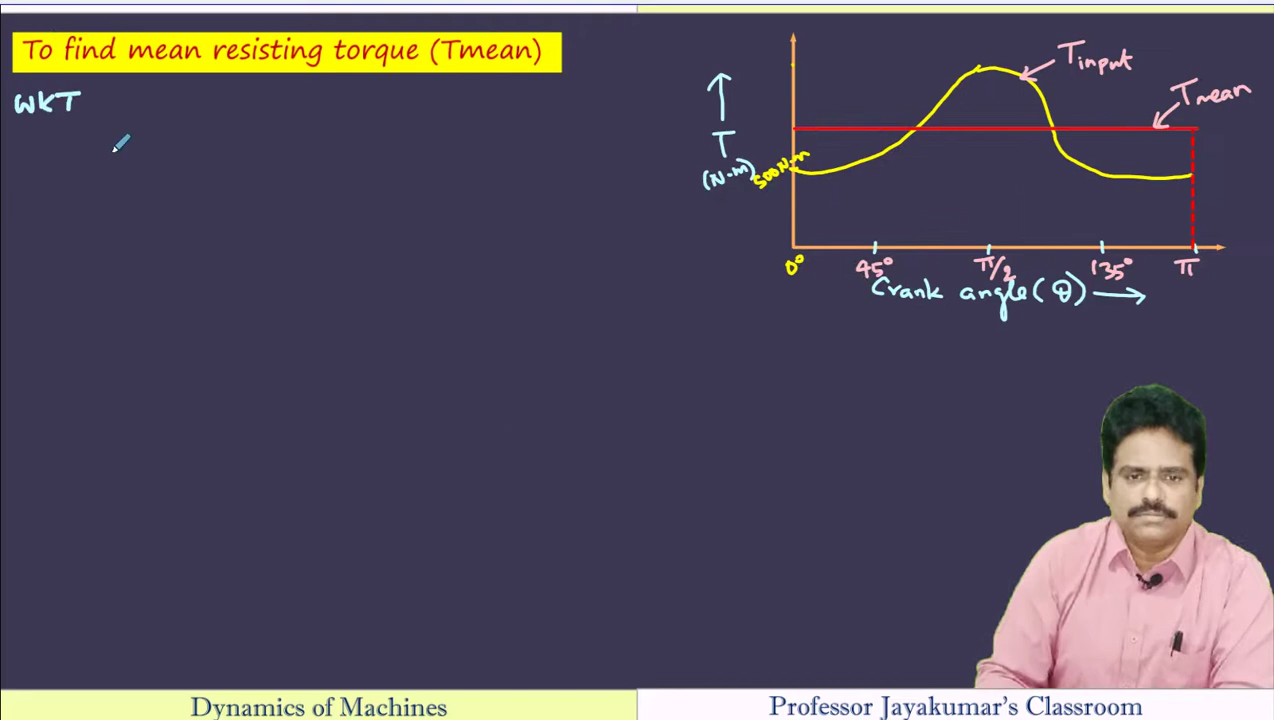 To find mean resisting torque (Tmean)
WKT
Tinput
Tmean
T
(N-m)
500N-m
0°
45°
π/2
135°
π
Crank angle(θ)
Dynamics of Machines
Professor Jayakumar's Classroom